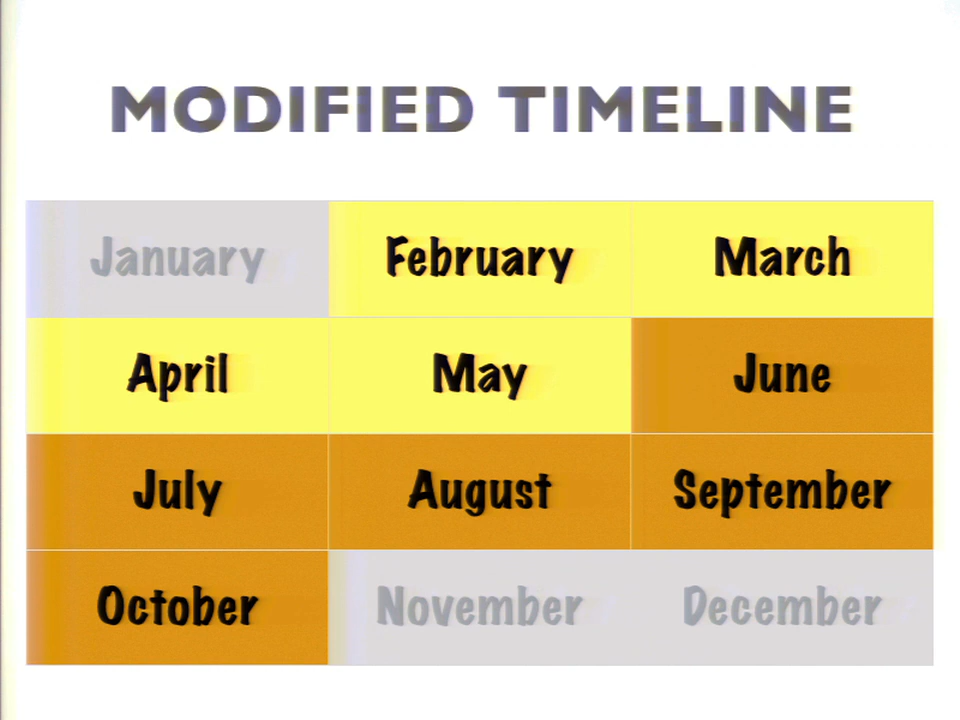 MODIFIED TIMELINE
January February March
April May June
July August September
October November December